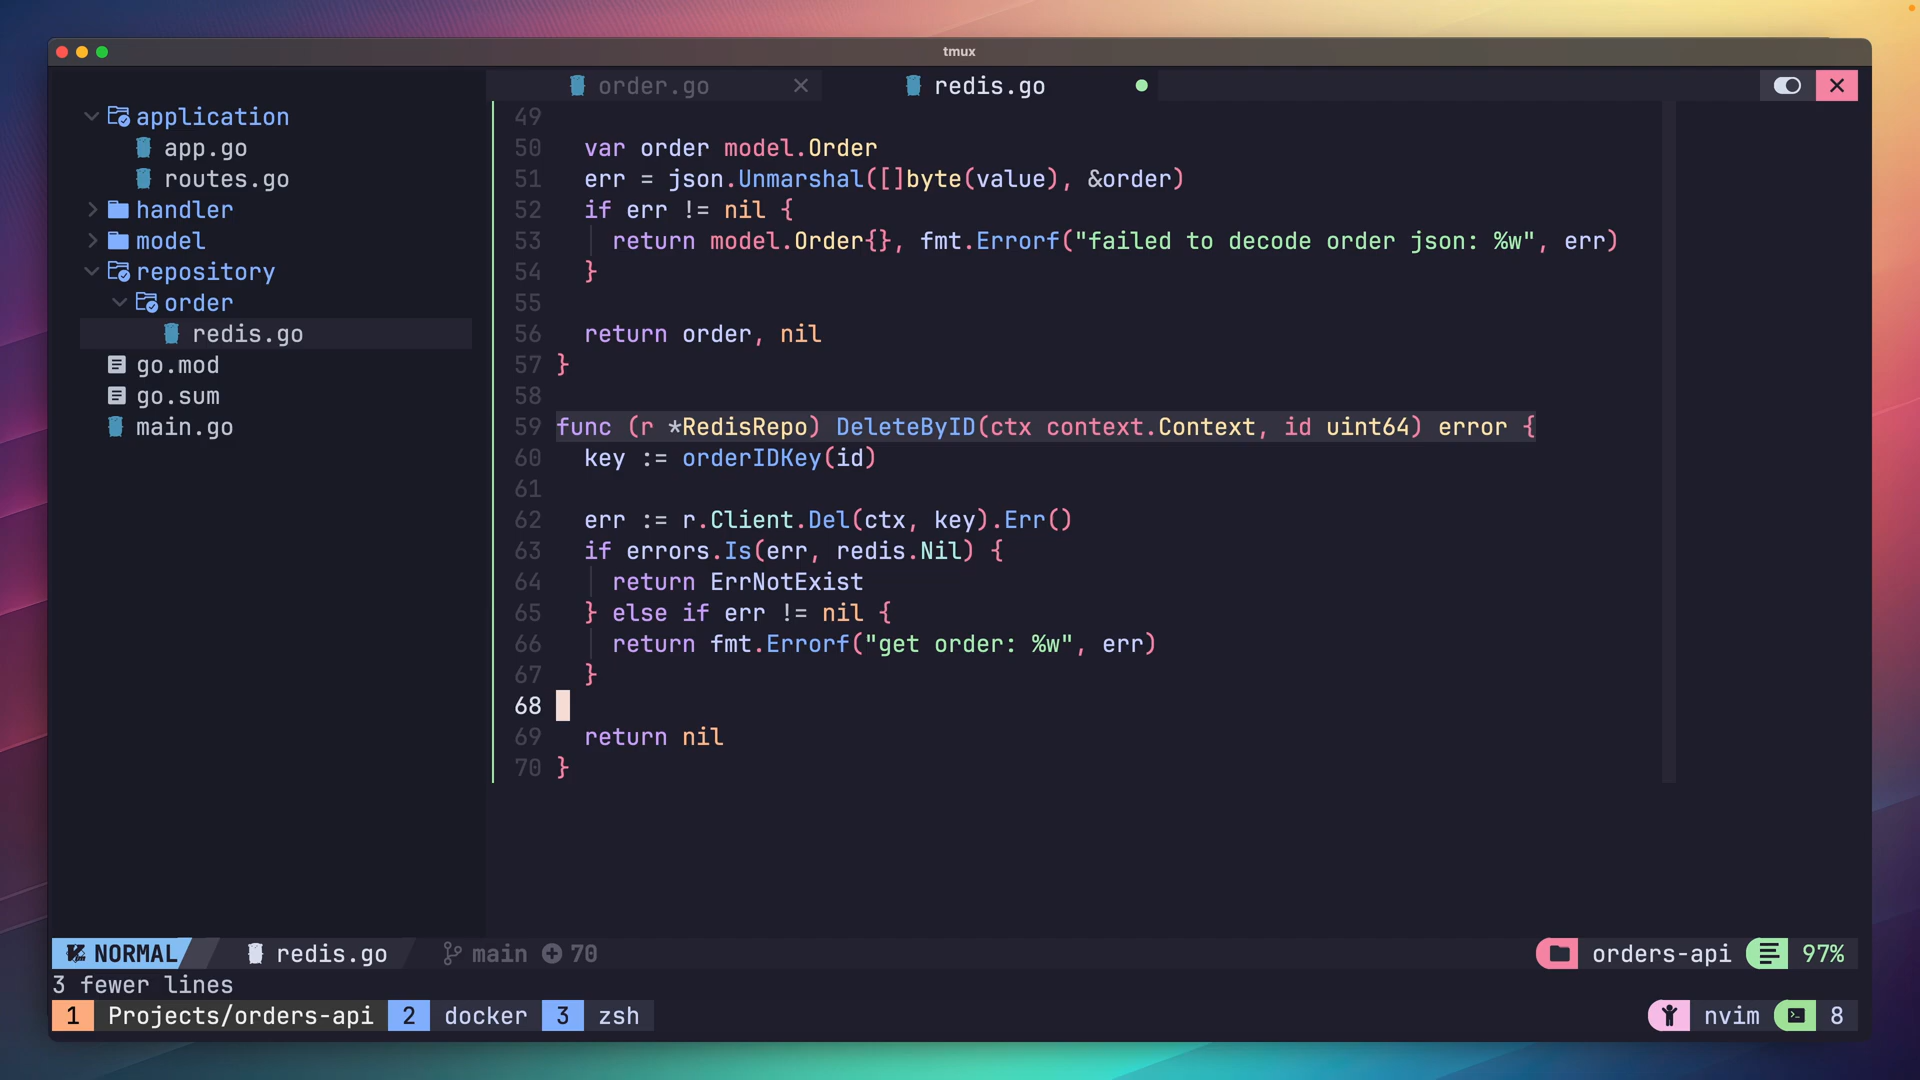 tmux
order.go
redis.go
application
app.go
routes.go
handler
model
repository
order
redis.go
go.mod
go.sum
main.go
49
50 var order model.Order
51 err = json.Unmarshal([]byte(value), &order)
52 if err != nil {
53 return model.Order{}, fmt.Errorf("failed to decode order json: %w", err)
54 }
55
56 return order, nil
57 }
58
59 func (r *RedisRepo) DeleteByID(ctx context.Context, id uint64) error {
60 key := orderIDKey(id)
61
62 err := r.Client.Del(ctx, key).Err()
63 if errors.Is(err, redis.Nil) {
64 return ErrNotExist
65 } else if err != nil {
66 return fmt.Errorf("get order: %w", err)
67 }
68
69 return nil
70 }
NORMAL redis.go main 70 orders-api 97%
3 fewer lines
1 Projects/orders-api 2 docker 3 zsh nvim 8